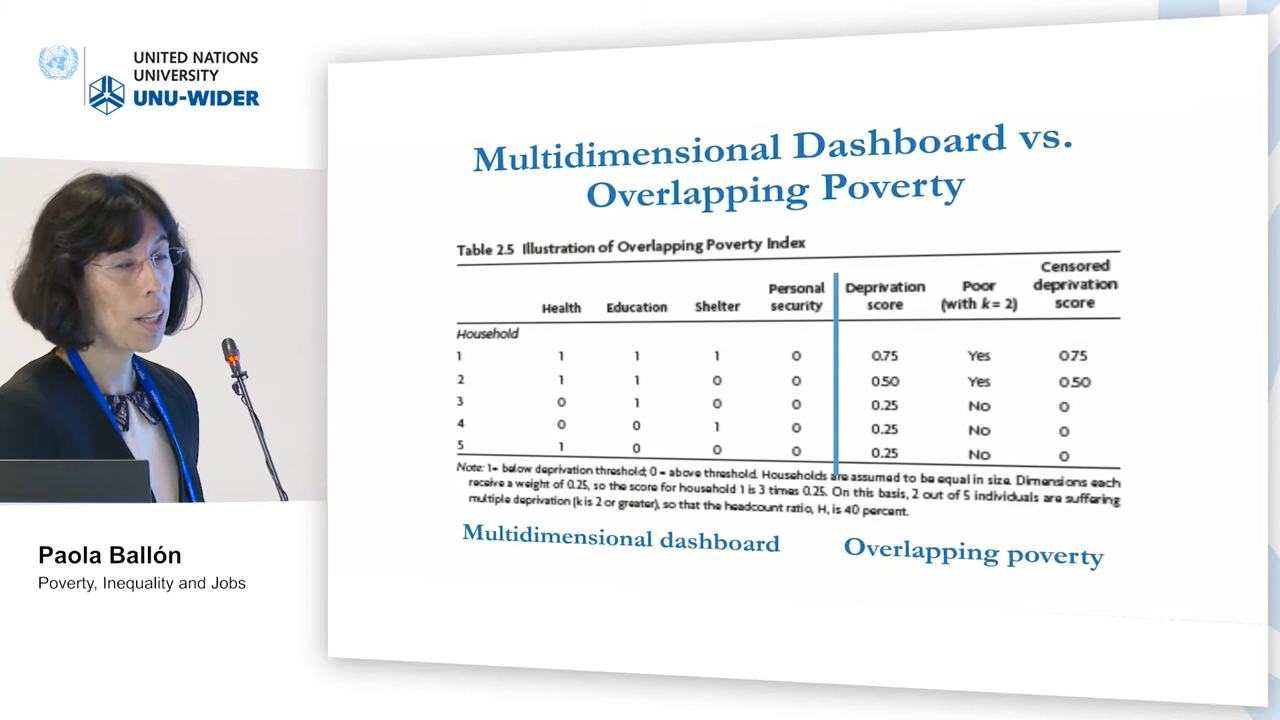 UNITED NATIONS
UNIVERSITY
UNU-WIDER
Multidimensional Dashboard vs.
Overlapping Poverty
Table 2.5 Illustration of Overlapping Poverty Index
Health Education Shelter Personal security Deprivation score Poor (with k = 2) Censored deprivation score
Household
1 1 1 1 0 0.75 Yes 0.75
2 1 1 0 0 0.50 Yes 0.50
3 0 1 0 0 0.25 No 0
4 0 0 1 0 0.25 No 0
5 1 0 0 0 0.25 No 0
Note: 1= below deprivation threshold; 0 = above threshold. Households are assumed to be equal in size. Dimensions each
receive a weight of 0.25, so the score for household 1 is 3 times 0.25. On this basis, 2 out of 5 individuals are suffering
multiple deprivation (k is 2 or greater), so that the headcount ratio, H, is 40 percent.
Multidimensional dashboard
Overlapping poverty
Paola Ballón
Poverty, Inequality and Jobs